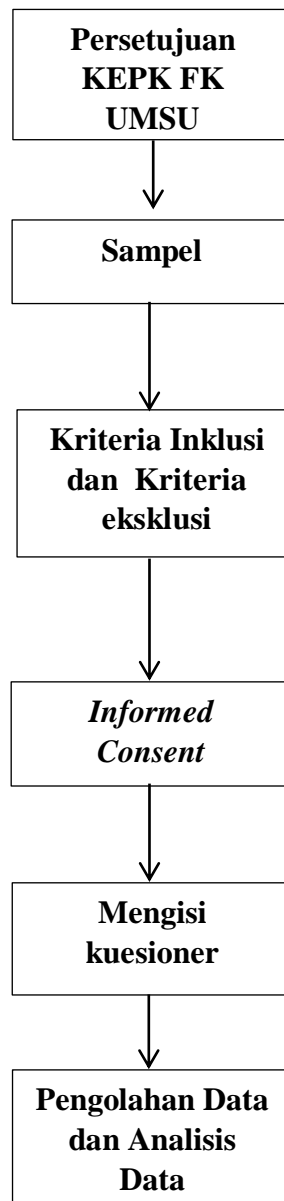 Persetujuan
KEPK FK
UMSU
Sampel
Kriteria Inklusi
dan Kriteria
eksklusi
Informed
Consent
Mengisi
kuesioner
Pengolahan Data
dan Analisis
Data